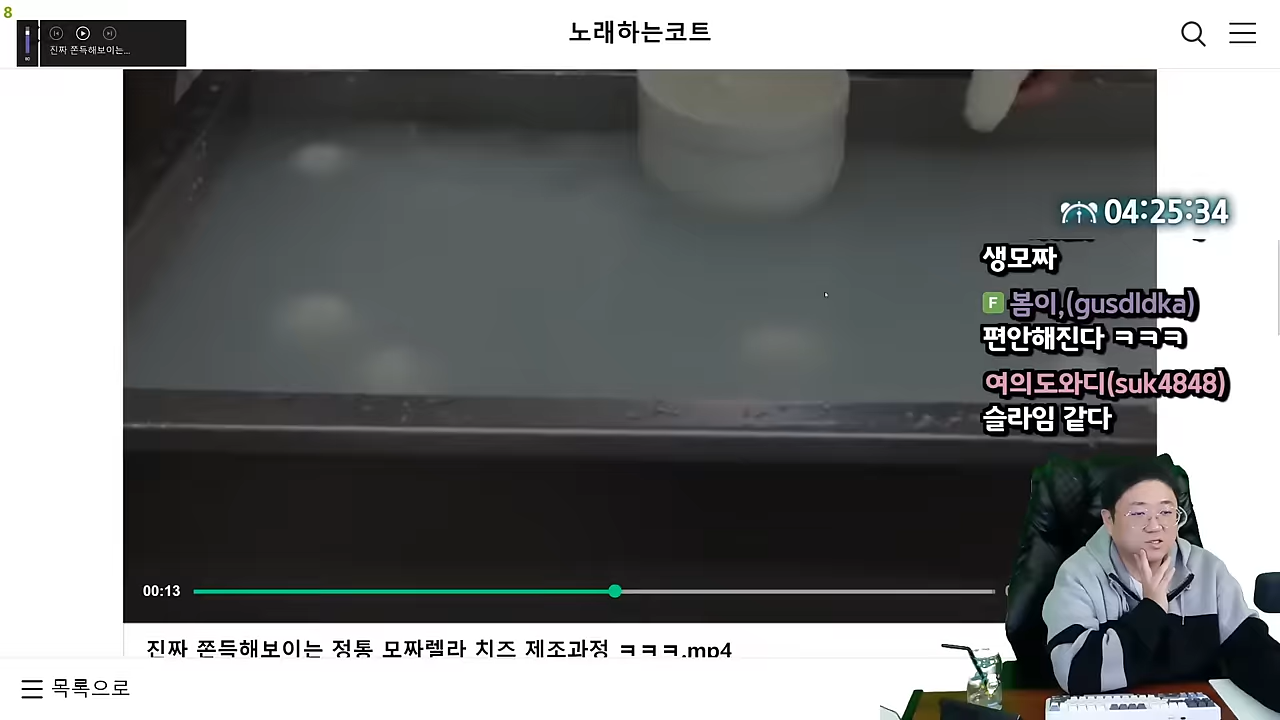 8
진짜 쫀득해보이는...
노래하는코트
04:25:34
생모짜
F 봄이,(gusdldka)
편안해진다 ㅋㅋㅋ
여의도와디(suk4848)
슬라임 같다
00:13
진짜 쫀득해보이는 정통 모짜렐라 치즈 제조과정 ㅋㅋㅋ.mp4
목록으로